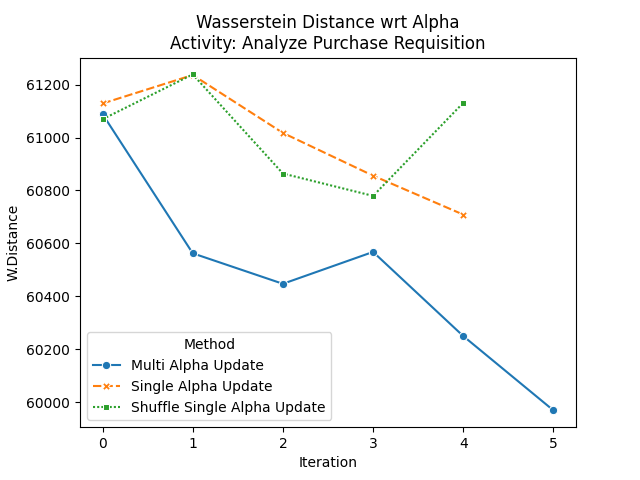 Wasserstein Distance wrt Alpha
Activity: Analyze Purchase Requisition
61200
61000
60800
60600
60400
60200
60000
W.Distance
Method
Multi Alpha Update
Single Alpha Update
Shuffle Single Alpha Update
0 1 2 3 4 5
Iteration